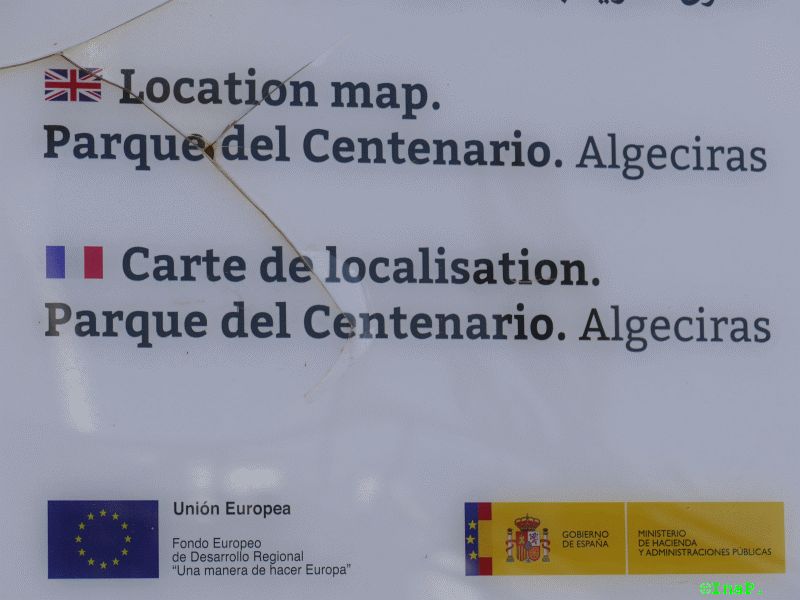 Location map.
Parque del Centenario. Algeciras
Carte de localisation.
Parque del Centenario. Algeciras
Unión Europea
Fondo Europeo
de Desarrollo Regional
"Una manera de hacer Europa"
GOBIERNO
DE ESPAÑA
MINISTERIO
DE HACIENDA
Y ADMINISTRACIONES PÚBLICAS
©InaP.